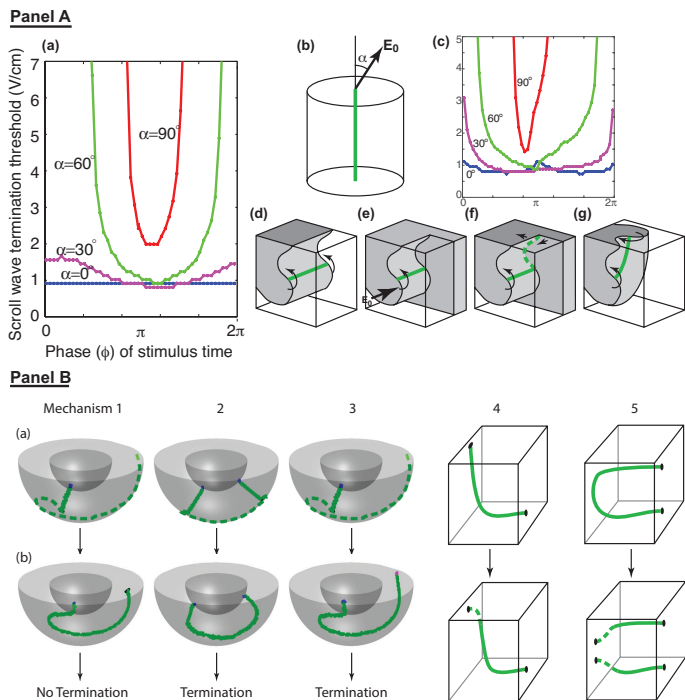 Panel A
(a)
(b)
(c)
Scroll wave termination threshold (V/cm)
7
6
5
4
3
2
1
0
α=90°
α=60°
α=30°
α=0°
0
π
2π
Phase (ϕ) of stimulus time
α
E₀
5
4
3
2
1
0
90°
60°
30°
0°
0
π
2π
(d)
(e)
(f)
(g)
E₀
Panel B
Mechanism 1
2
3
4
5
(a)
(b)
No Termination
Termination
Termination